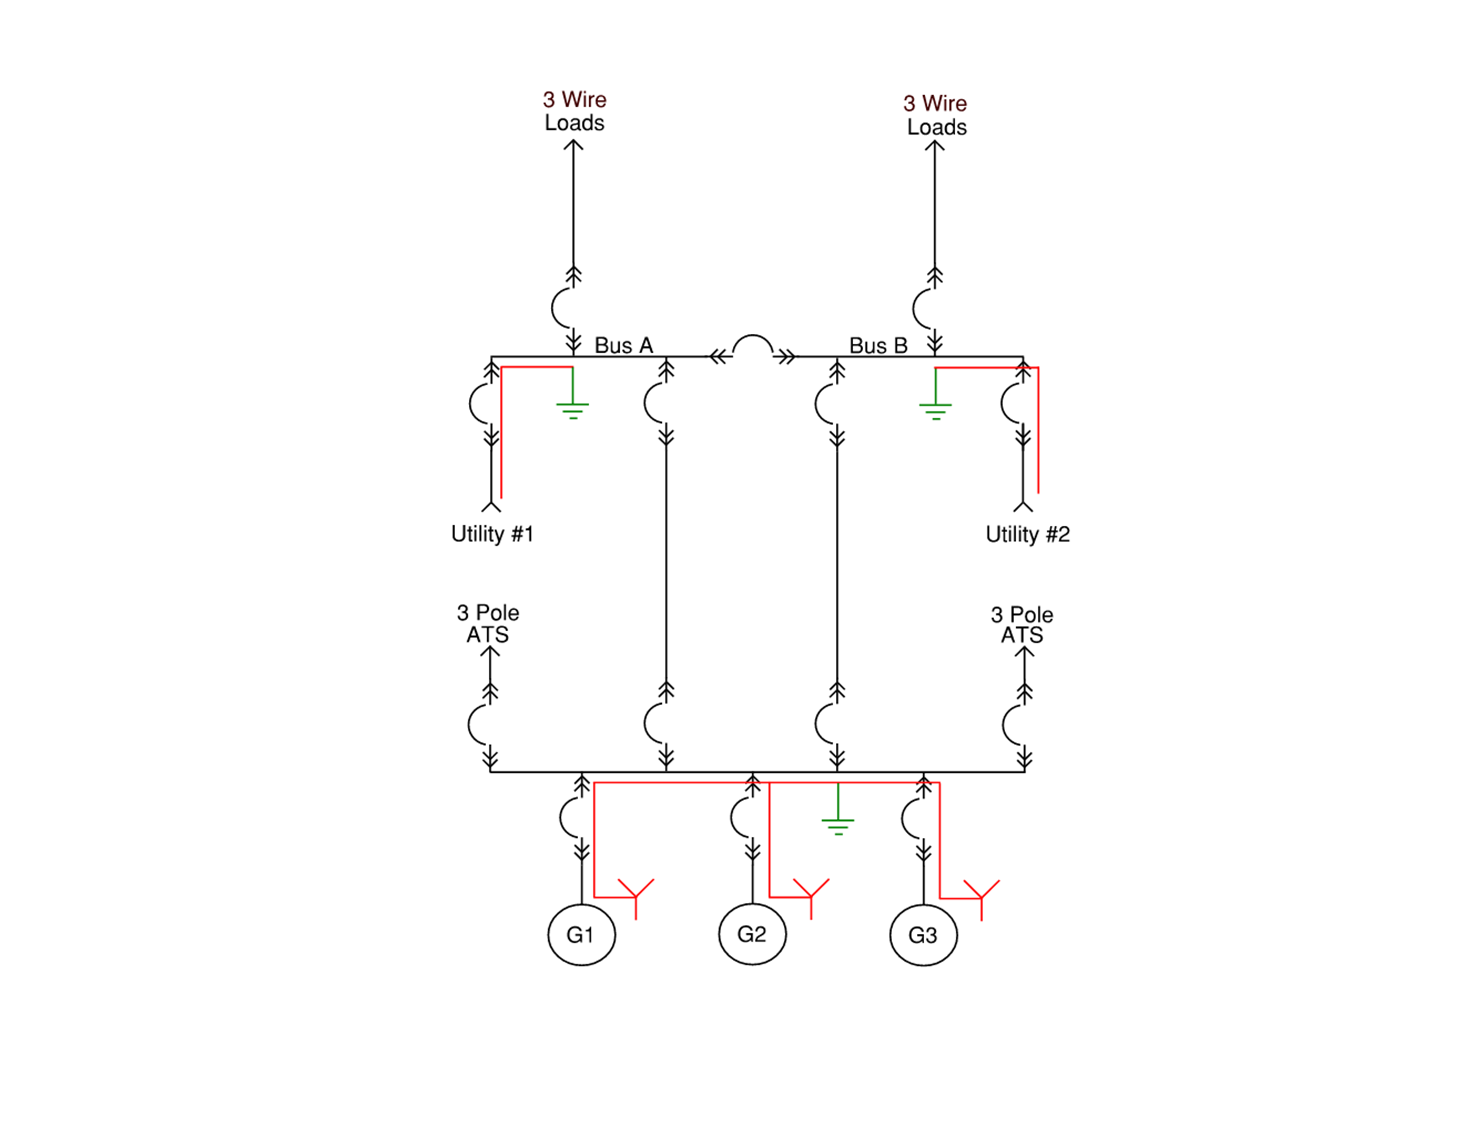 3 Wire
Loads
3 Wire
Loads
Bus A
Bus B
Utility #1
Utility #2
3 Pole
ATS
3 Pole
ATS
G1
G2
G3